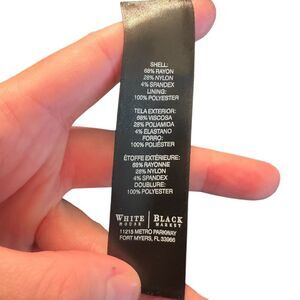 SHELL:
68% RAYON
28% NYLON
4% SPANDEX
LINING:
100% POLYESTER
TELA EXTERIOR:
68% VISCOSA
28% POLIAMIDA
4% ELASTANO
FORRO:
100% POLIÉSTER
ÉTOFFE EXTÉRIEURE:
68% RAYONNE
28% NYLON
4% SPANDEX
DOUBLURE:
100% POLYESTER
WHITE HOUSE | BLACK MARKET
11215 METRO PARKWAY
FORT MYERS, FL 33966